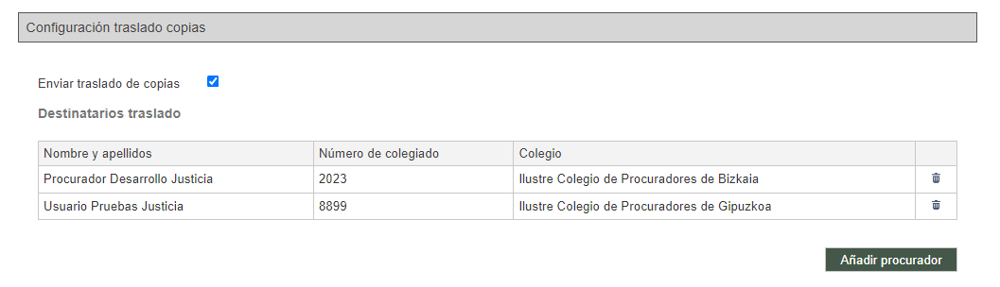 Configuración traslado copias
Enviar traslado de copias
Destinatarios traslado
Nombre y apellidos Número de colegiado Colegio
Procurador Desarrollo Justicia 2023 Ilustre Colegio de Procuradores de Bizkaia
Usuario Pruebas Justicia 8899 Ilustre Colegio de Procuradores de Gipuzkoa
Añadir procurador